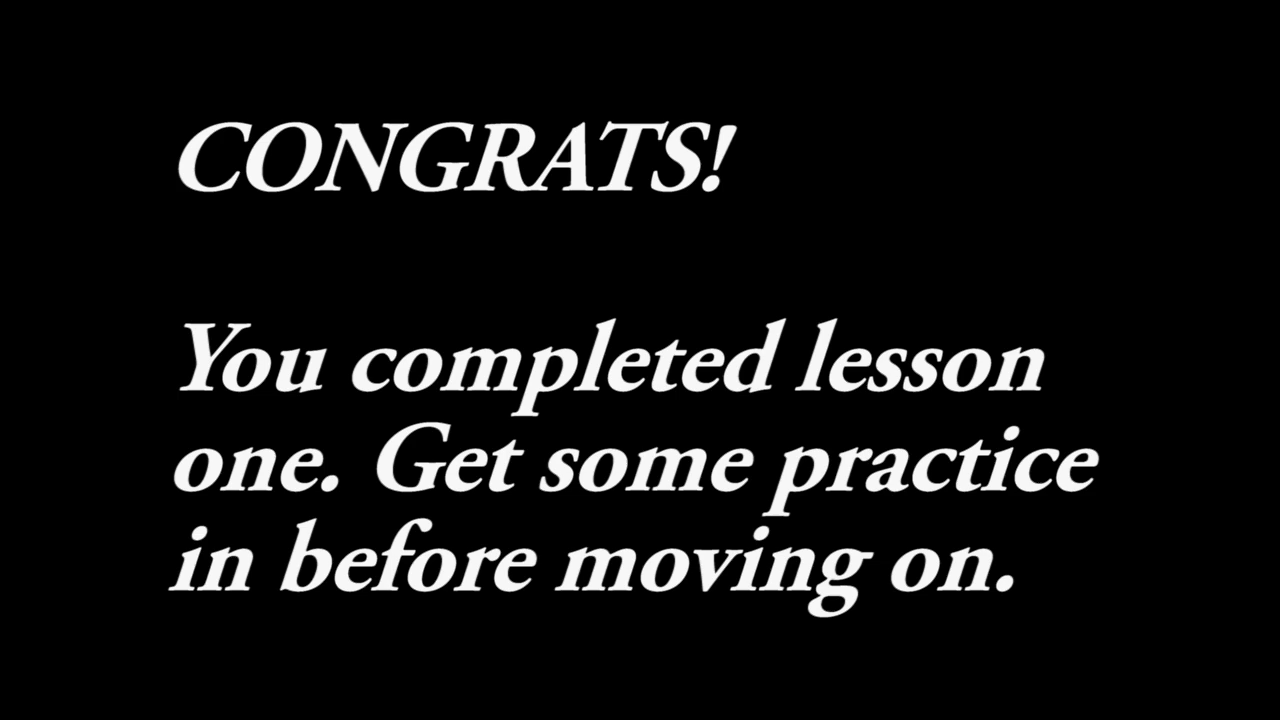 CONGRATS!
You completed lesson
one. Get some practice
in before moving on.